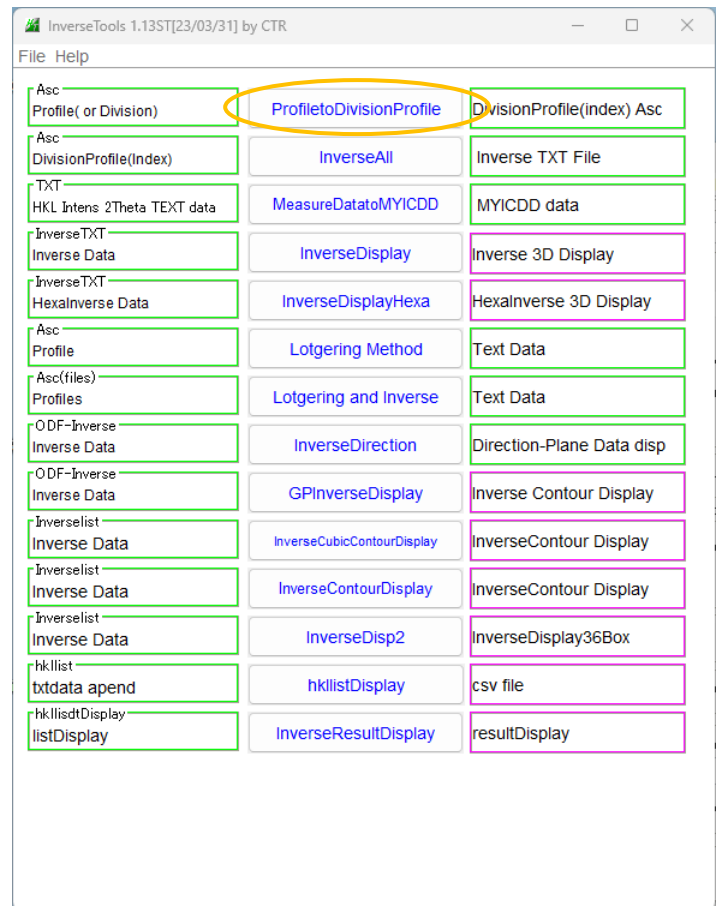 InverseTools 1.13ST[23/03/31] by CTR
File Help
Asc
Profile( or Division)
ProfiletoDivisionProfile
DivisionProfile(index) Asc
Asc
DivisionProfile(Index)
InverseAll
Inverse TXT File
TXT
HKL Intens 2Theta TEXT data
MeasureDatatoMYICDD
MYICDD data
InverseTXT
Inverse Data
InverseDisplay
Inverse 3D Display
InverseTXT
HexaInverse Data
InverseDisplayHexa
HexaInverse 3D Display
Asc
Profile
Lotgering Method
Text Data
Asc(files)
Profiles
Lotgering and Inverse
Text Data
ODF-Inverse
Inverse Data
InverseDirection
Direction-Plane Data disp
ODF-Inverse
Inverse Data
GPInverseDisplay
Inverse Contour Display
Inverselist
Inverse Data
InverseCubicContourDisplay
InverseContour Display
Inverselist
Inverse Data
InverseContourDisplay
InverseContour Display
Inverselist
Inverse Data
InverseDisp2
InverseDisplay36Box
hkllist
txtdata apend
hkllistDisplay
csv file
hkllisdtDisplay
listDisplay
InverseResultDisplay
resultDisplay